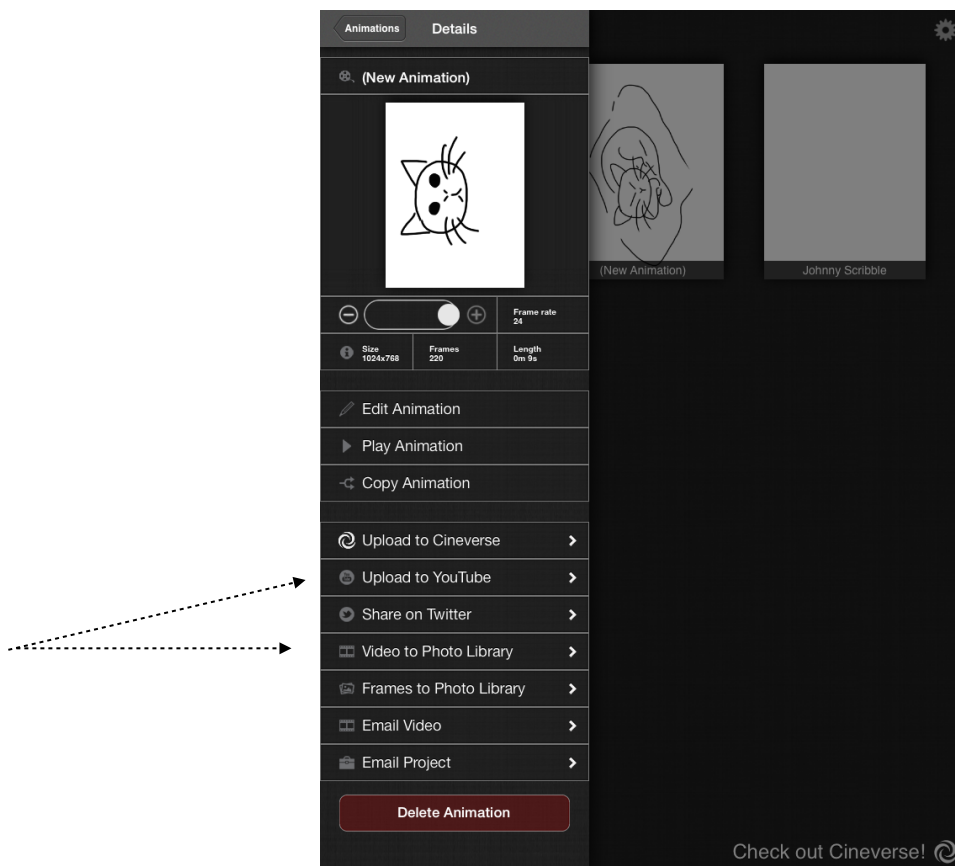 Animations
Details
(New Animation)
Frame rate
24
Size
1024x768
Frames
220
Length
0m 9s
Edit Animation
Play Animation
Copy Animation
Upload to Cineverse
Upload to YouTube
Share on Twitter
Video to Photo Library
Frames to Photo Library
Email Video
Email Project
Delete Animation
(New Animation)
Johnny Scribble
Check out Cineverse!